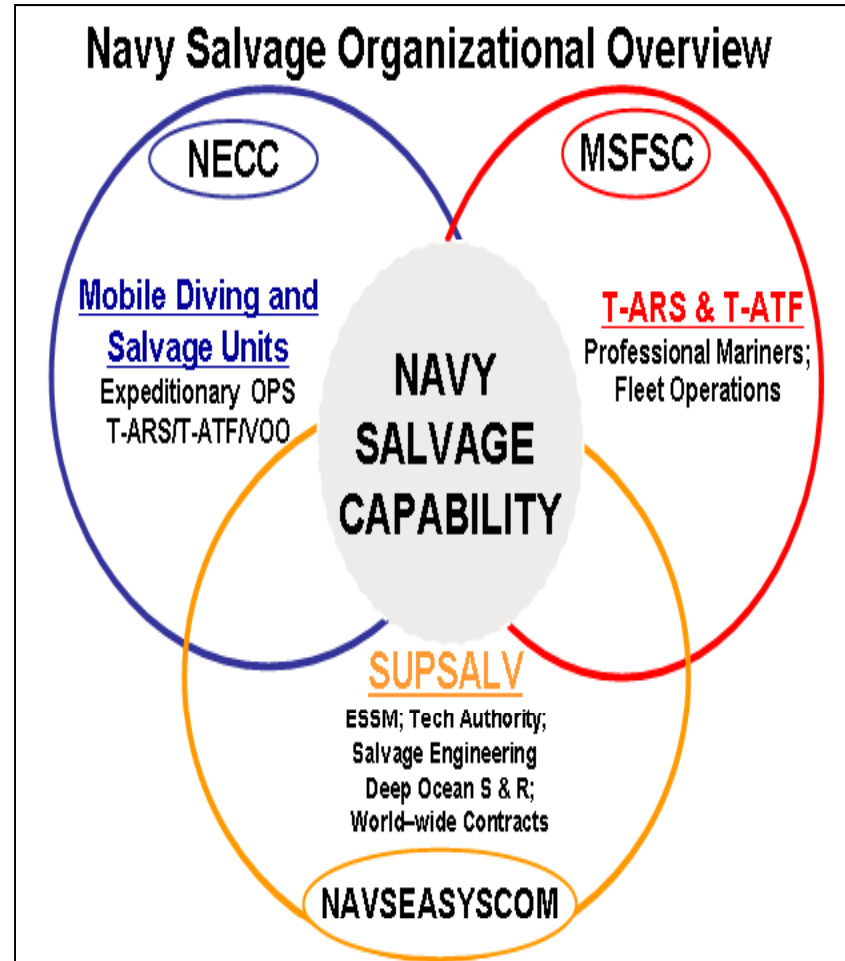 Navy Salvage Organizational Overview
NECC
MSFSC
Mobile Diving and
Salvage Units
Expeditionary OPS
T-ARS/T-ATF/VOO
T-ARS & T-ATF
Professional Mariners;
Fleet Operations
NAVY
SALVAGE
CAPABILITY
SUPSALV
ESSM; Tech Authority;
Salvage Engineering
Deep Ocean S & R;
World–wide Contracts
NAVSEASYSCOM